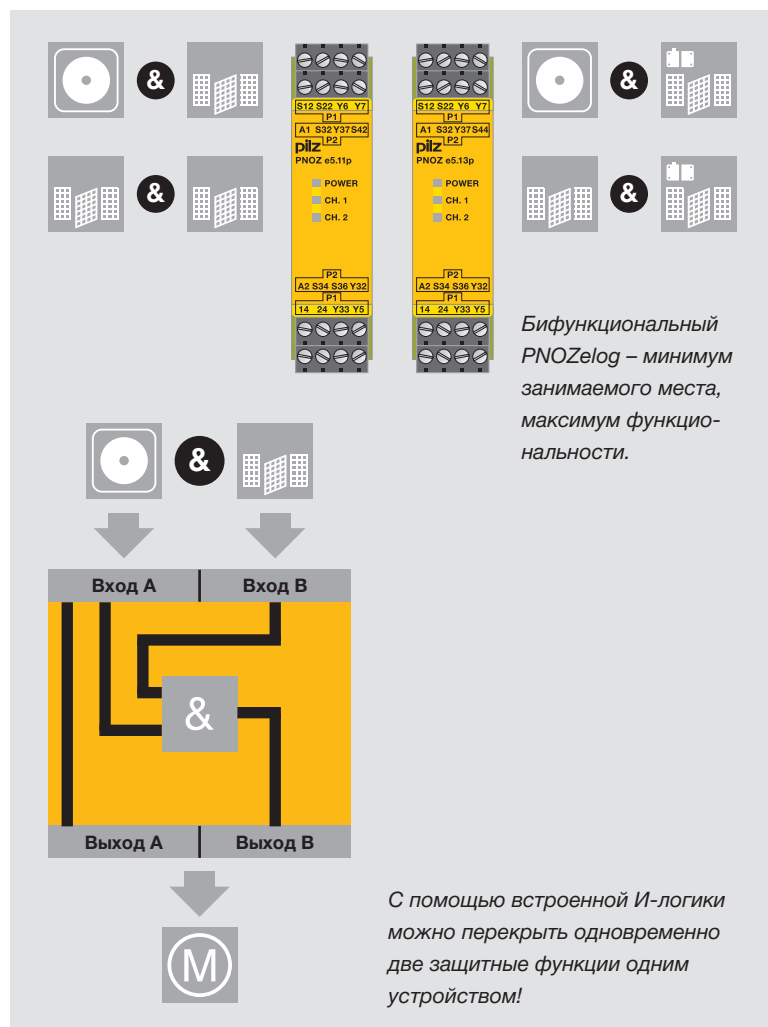 &
&
S12 S22 Y6 Y7
P1
A1 S32 Y37 S42
P2
pilz
PNOZ e5.11p
POWER
CH. 1
CH. 2
P2
A2 S34 S36 Y32
P1
14 24 Y33 Y5
S12 S22 Y6 Y7
P1
A1 S32 Y37 S44
P2
pilz
PNOZ e5.13p
POWER
CH. 1
CH. 2
P2
A2 S34 S36 Y32
P1
14 24 Y33 Y5
&
&
Бифункциональный
PNOZelog – минимум
занимаемого места,
максимум функцио-
нальности.
&
Вход A
Вход B
&
Выход A
Выход B
M
С помощью встроенной И-логики
можно перекрыть одновременно
две защитные функции одним
устройством!